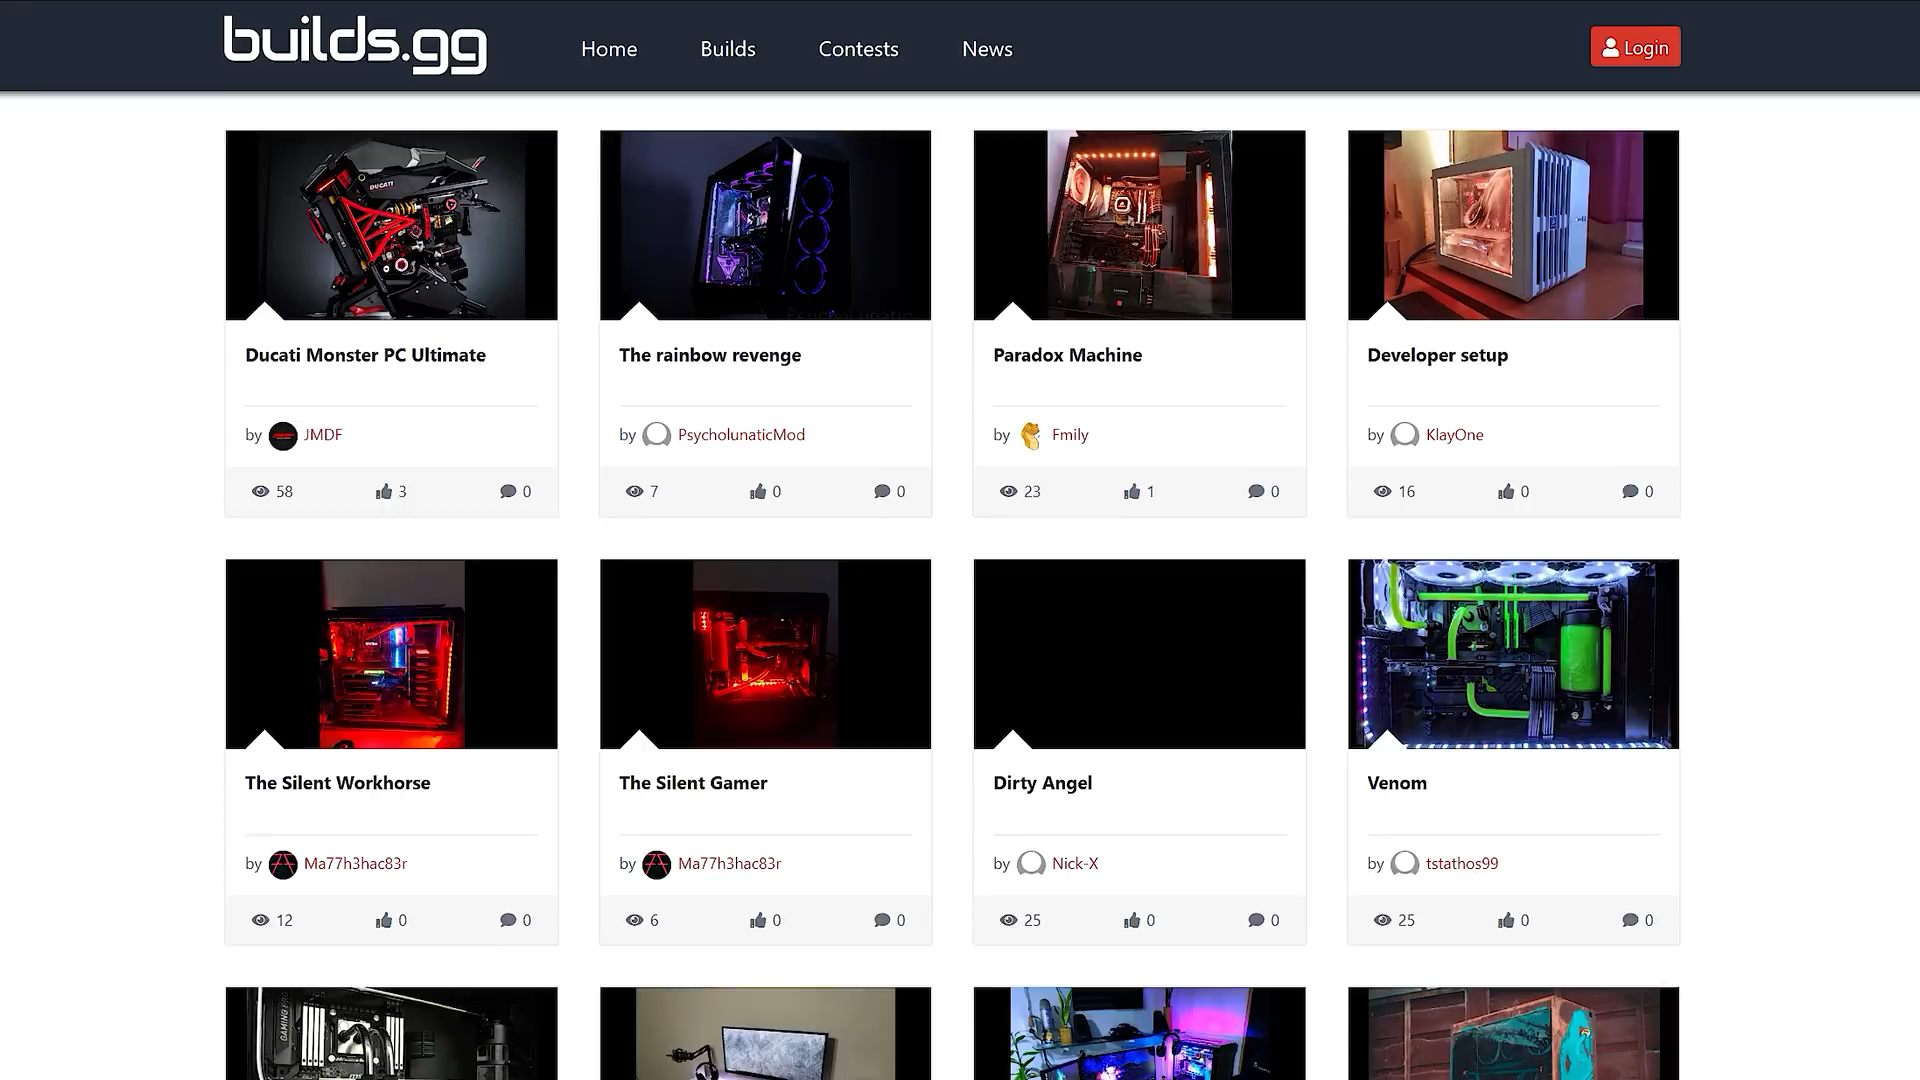 builds.gg
Home
Builds
Contests
News
Login
DUCATI
Ducati Monster PC Ultimate
The rainbow revenge
Paradox Machine
Developer setup
by JMDF
by PsycholunaticMod
by Fmily
by KlayOne
58 3 0
7 0 0
23 1 0
16 0 0
The Silent Workhorse
The Silent Gamer
Dirty Angel
Venom
by Ma77h3hac83r
by Ma77h3hac83r
by Nick-X
by tstathos99
12 0 0
6 0 0
25 0 0
25 0 0